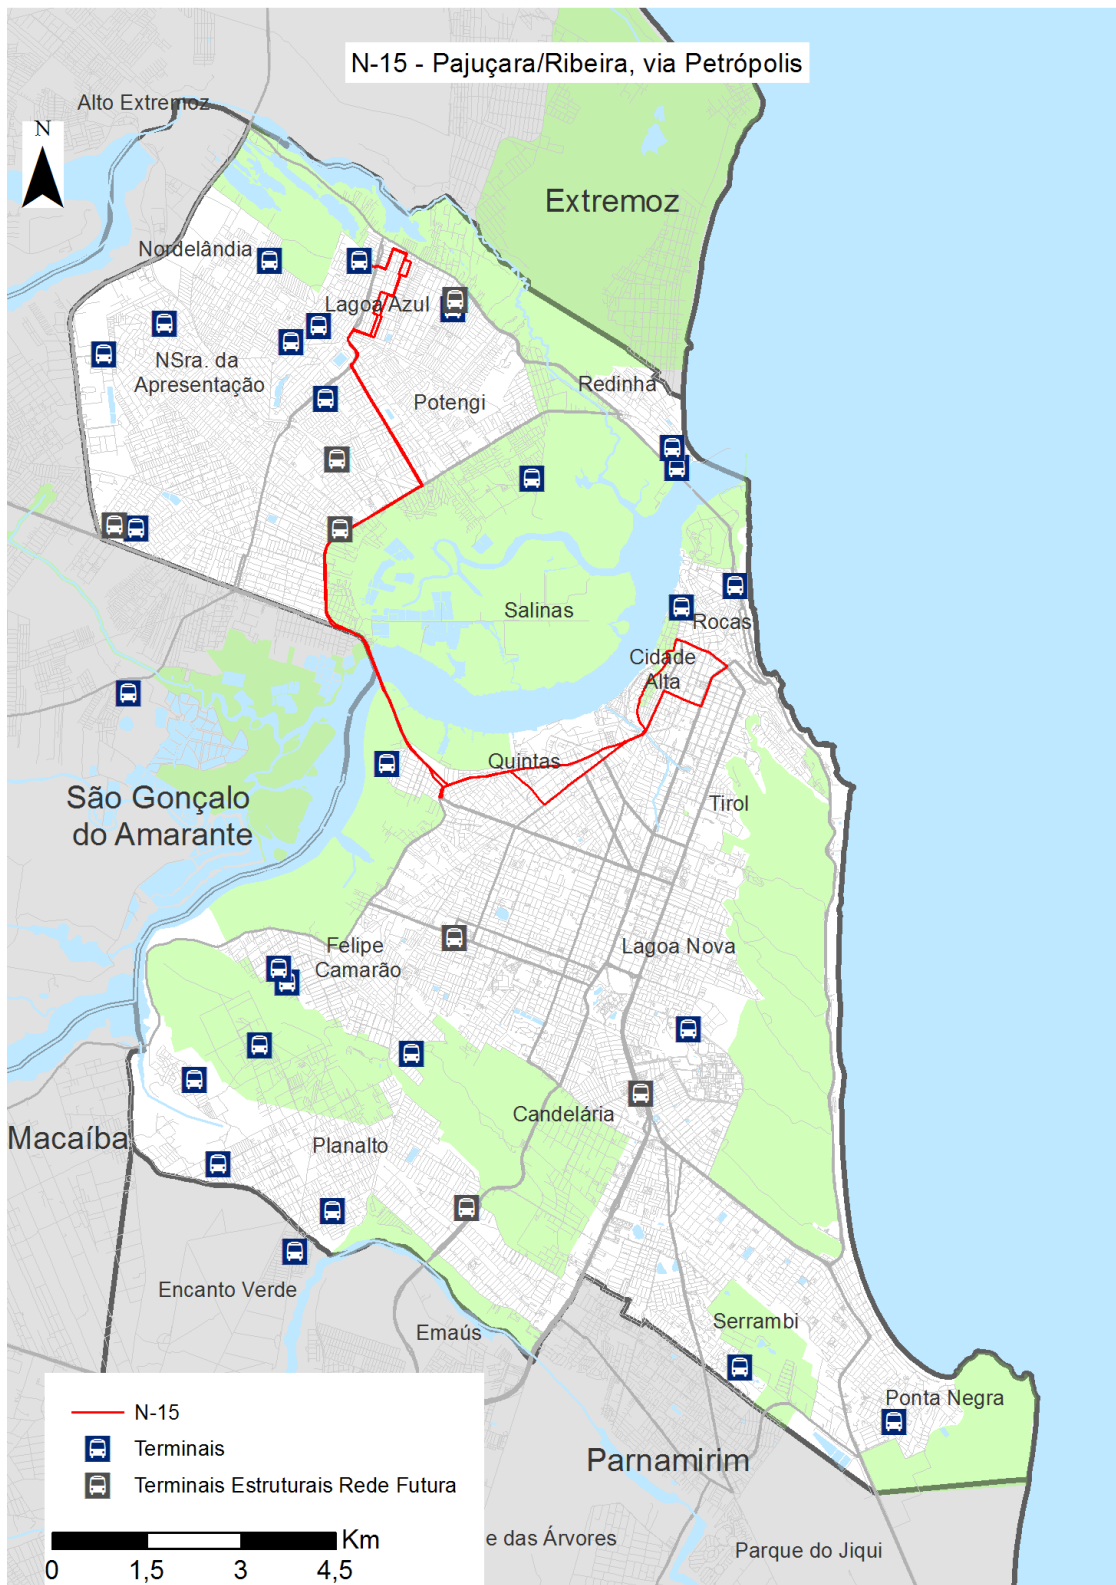 N-15 - Pajuçara/Ribeira, via Petrópolis
Alto Extremoz
N
Extremoz
Nordelândia
Lagoa Azul
NSra. da
Apresentação
Redinha
Potengi
Salinas
Rocas
Cidade
Alta
Quintas
São Gonçalo
do Amarante
Tirol
Felipe
Camarão
Lagoa Nova
Candelária
Macaíba
Planalto
Encanto Verde
Emaús
Serrambi
Ponta Negra
Parnamirim
N-15
Terminais
Terminais Estruturais Rede Futura
Km
0 1,5 3 4,5
e das Árvores
Parque do Jiqui